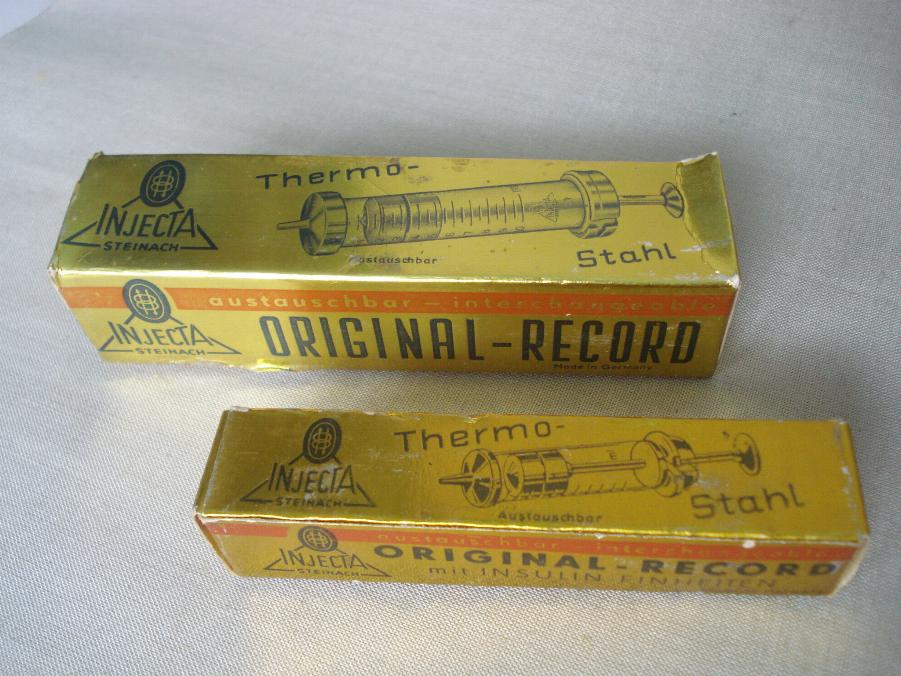 INJECTA
STEINACH
Thermo-
Austauschbar
Stahl
INJECTA
STEINACH
austauschbar — interchangeable
ORIGINAL-RECORD
Made in Germany
INJECTA
STEINACH
Thermo-
Austauschbar
Stahl
INJECTA
STEINACH
austauschbar - interchangeable
ORIGINAL-RECORD
mit INSULIN EINHEITEN